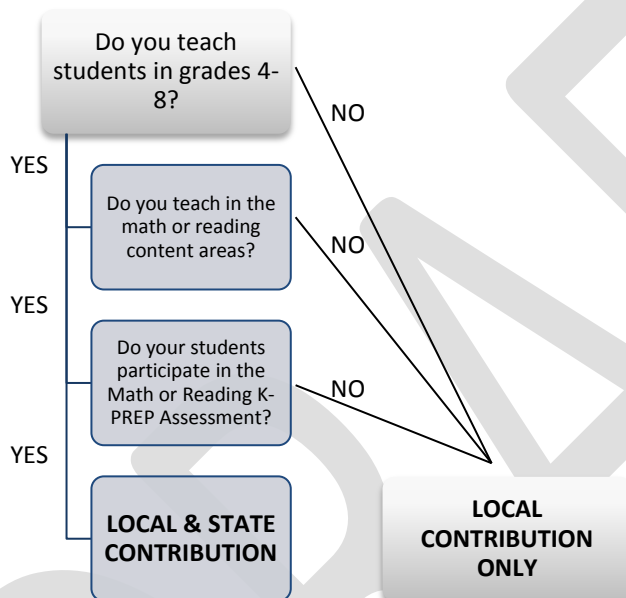 Do you teach
students in grades 4-
8?
NO
YES
Do you teach in the
math or reading
content areas?
NO
YES
Do your students
participate in the
Math or Reading K-
PREP Assessment?
NO
YES
LOCAL & STATE
CONTRIBUTION
LOCAL
CONTRIBUTION
ONLY